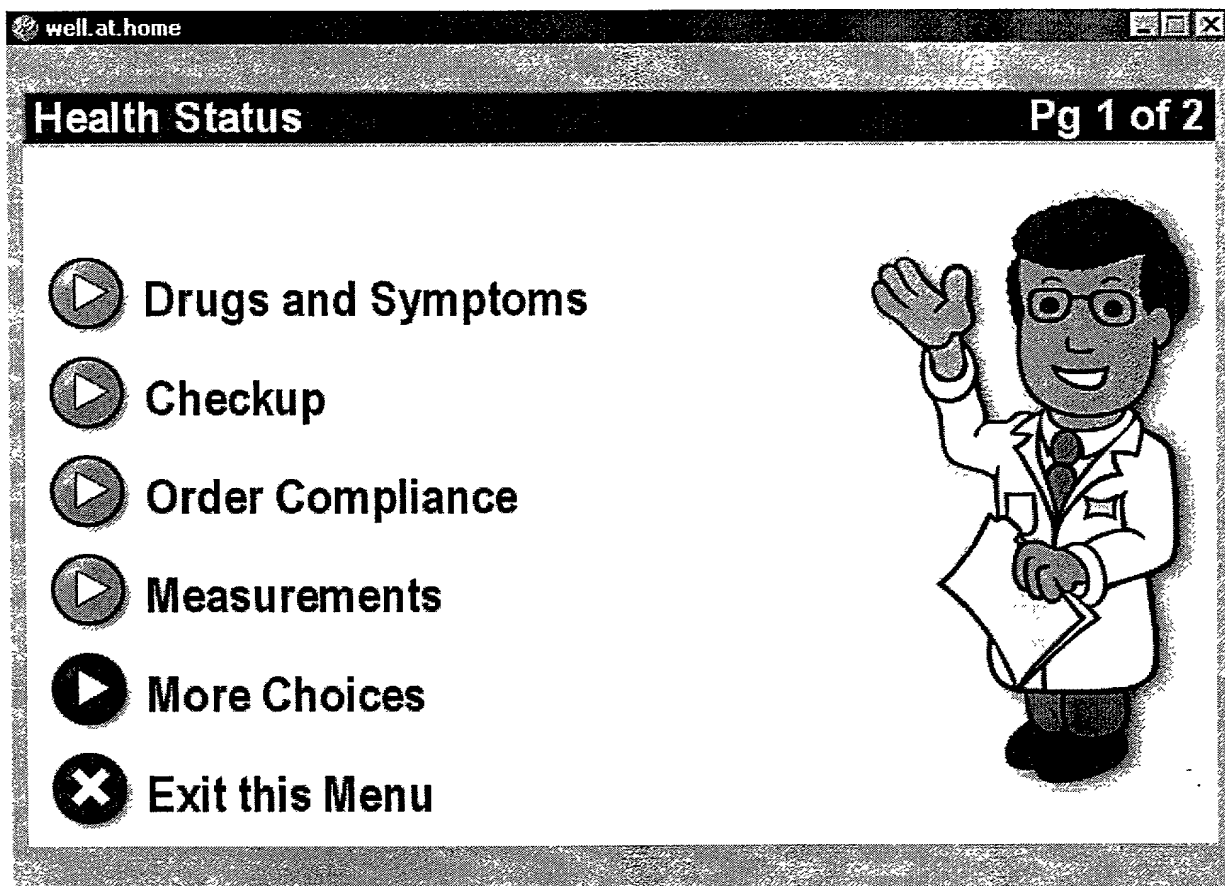 well.at.home
Health Status Pg 1 of 2
Drugs and Symptoms
Checkup
Order Compliance
Measurements
More Choices
Exit this Menu